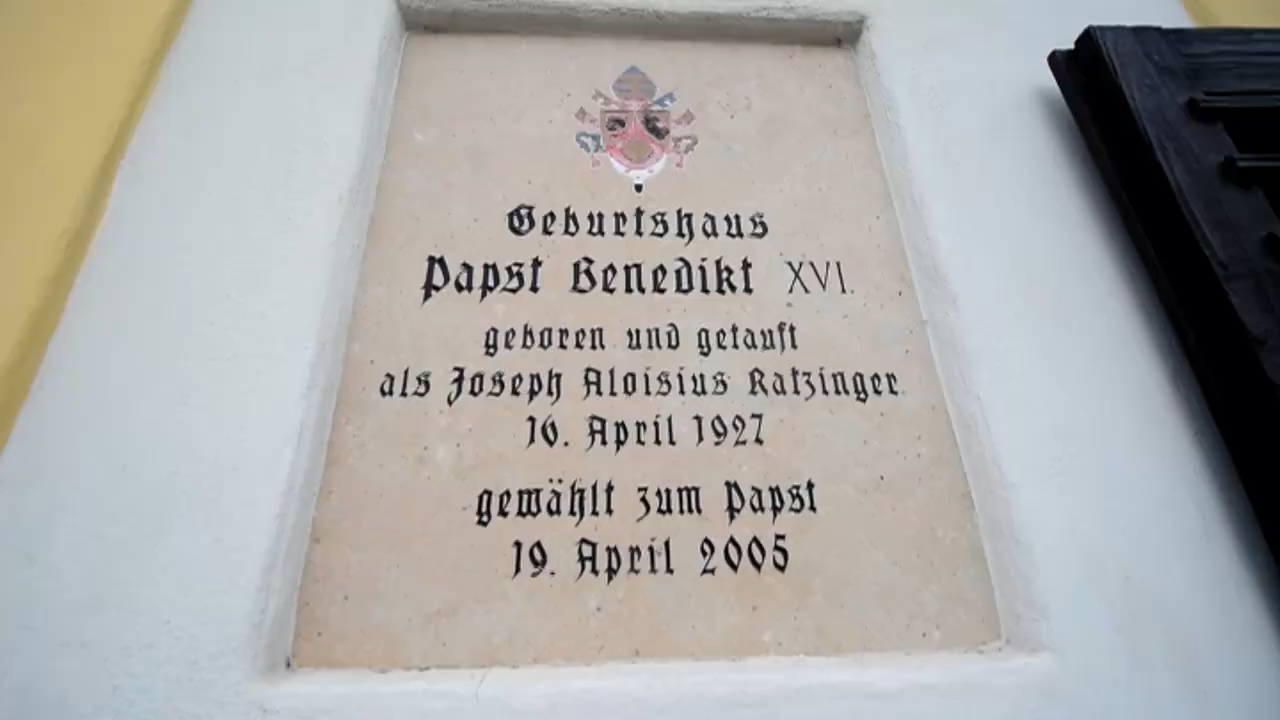 Geburtshaus
Papst Benedikt XVI.
geboren und getauft
als Joseph Aloisius Ratzinger
16. April 1927
gewählt zum Papst
19. April 2005